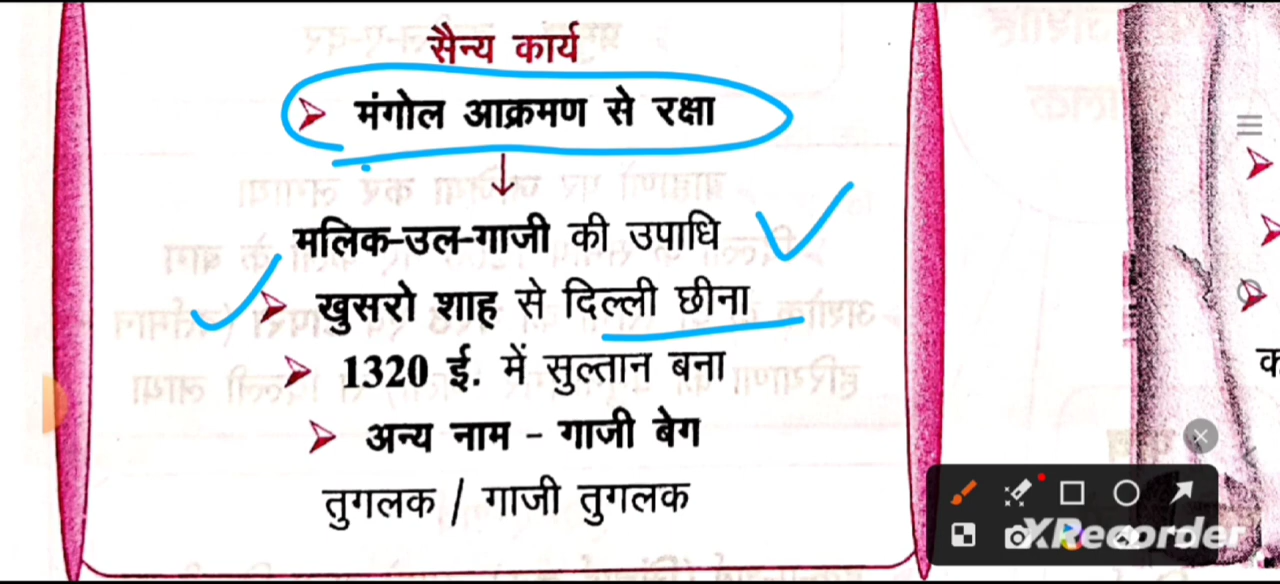 सैन्य कार्य
➢ मंगोल आक्रमण से रक्षा
↓
मलिक-उल-गाजी की उपाधि
➢ खुसरो शाह से दिल्ली छीना
➢ 1320 ई. में सुल्तान बना
➢ अन्य नाम - गाजी बेग
तुगलक / गाजी तुगलक
XRecorder